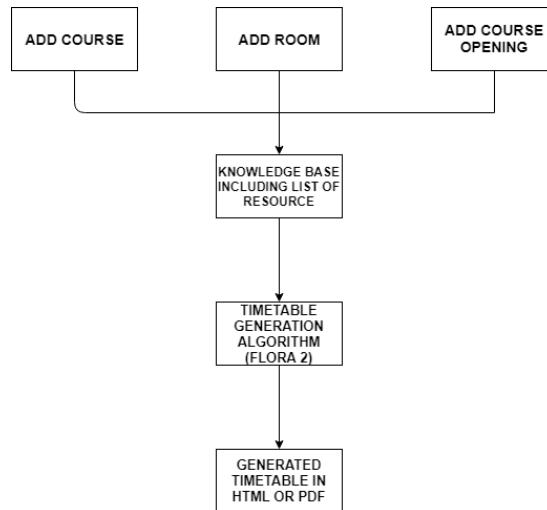 ADD COURSE
ADD ROOM
ADD COURSE
OPENING
KNOWLEDGE BASE
INCLUDING LIST OF
RESOURCE
TIMETABLE
GENERATION
ALGORITHM
(FLORA 2)
GENERATED
TIMETABLE IN
HTML OR PDF